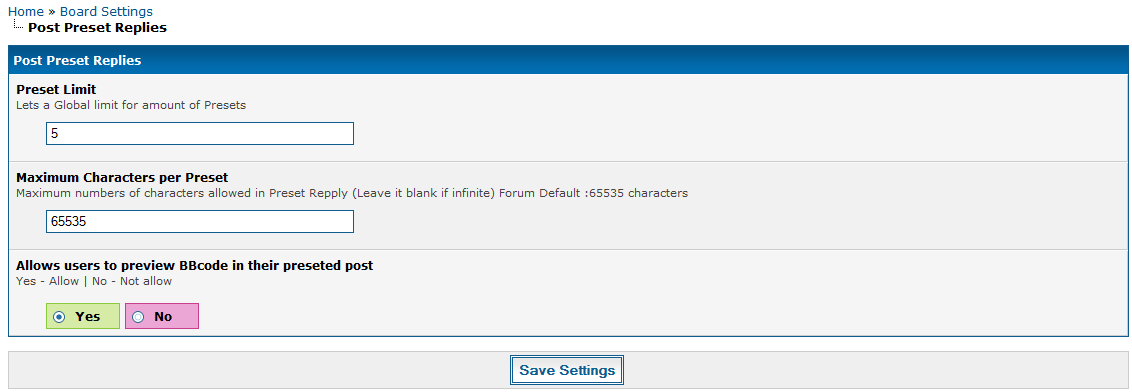 Home » Board Settings
Post Preset Replies
Post Preset Replies
Preset Limit
Lets a Global limit for amount of Presets
5
Maximum Characters per Preset
Maximum numbers of characters allowed in Preset Repply (Leave it blank if infinite) Forum Default :65535 characters
65535
Allows users to preview BBcode in their preseted post
Yes - Allow | No - Not allow
Yes No
Save Settings